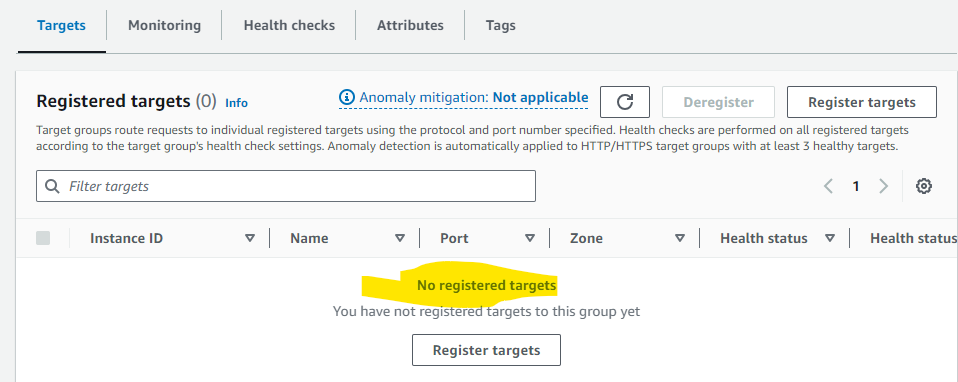 Targets Monitoring Health checks Attributes Tags
Registered targets (0) Info Anomaly mitigation: Not applicable Deregister Register targets
Target groups route requests to individual registered targets using the protocol and port number specified. Health checks are performed on all registered targets
according to the target group's health check settings. Anomaly detection is automatically applied to HTTP/HTTPS target groups with at least 3 healthy targets.
Filter targets 1
Instance ID Name Port Zone Health status Health status
No registered targets
You have not registered targets to this group yet
Register targets